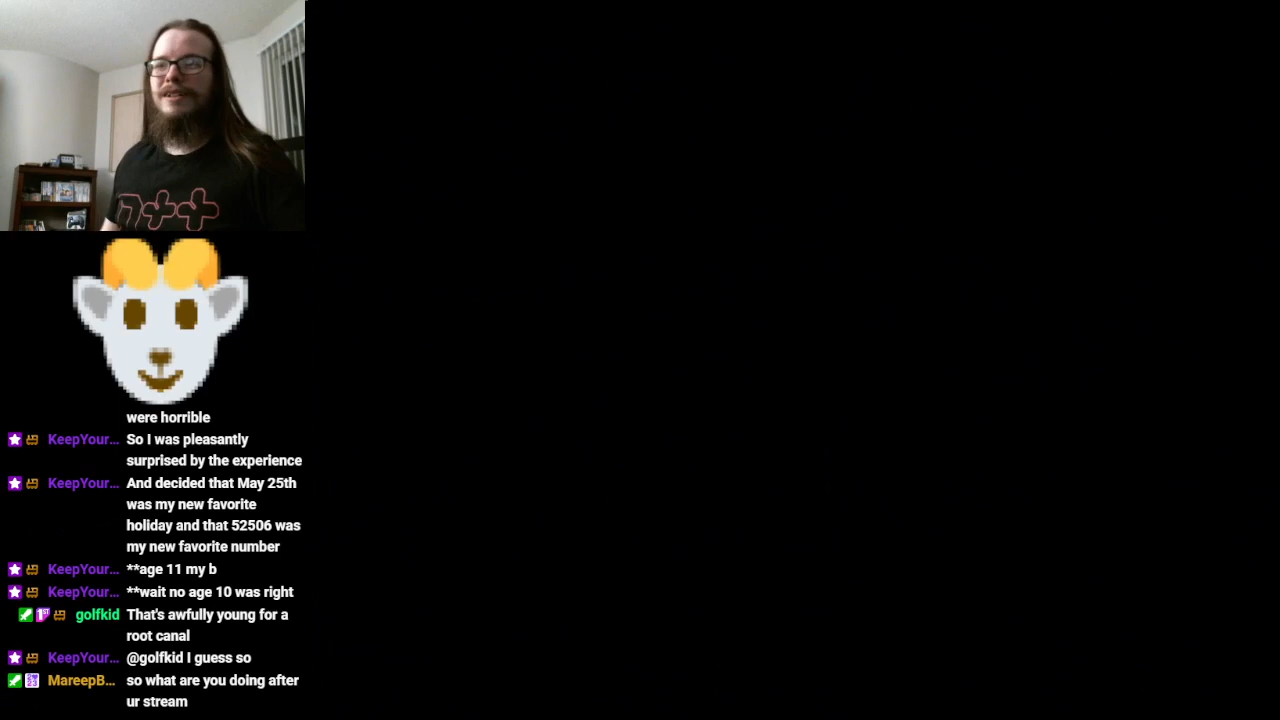 were horrible
KeepYour... So I was pleasantly
surprised by the experience
KeepYour... And decided that May 25th
was my new favorite
holiday and that 52506 was
my new favorite number
KeepYour... **age 11 my b
KeepYour... **wait no age 10 was right
1ST golfkid That's awfully young for a
root canal
KeepYour... @golfkid I guess so
MareepB... so what are you doing after
ur stream